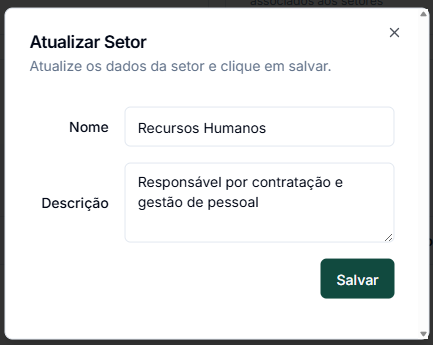 associados aos setores
Atualizar Setor
Atualize os dados da setor e clique em salvar.
Nome
Recursos Humanos
Descrição
Responsável por contratação e
gestão de pessoal
Salvar